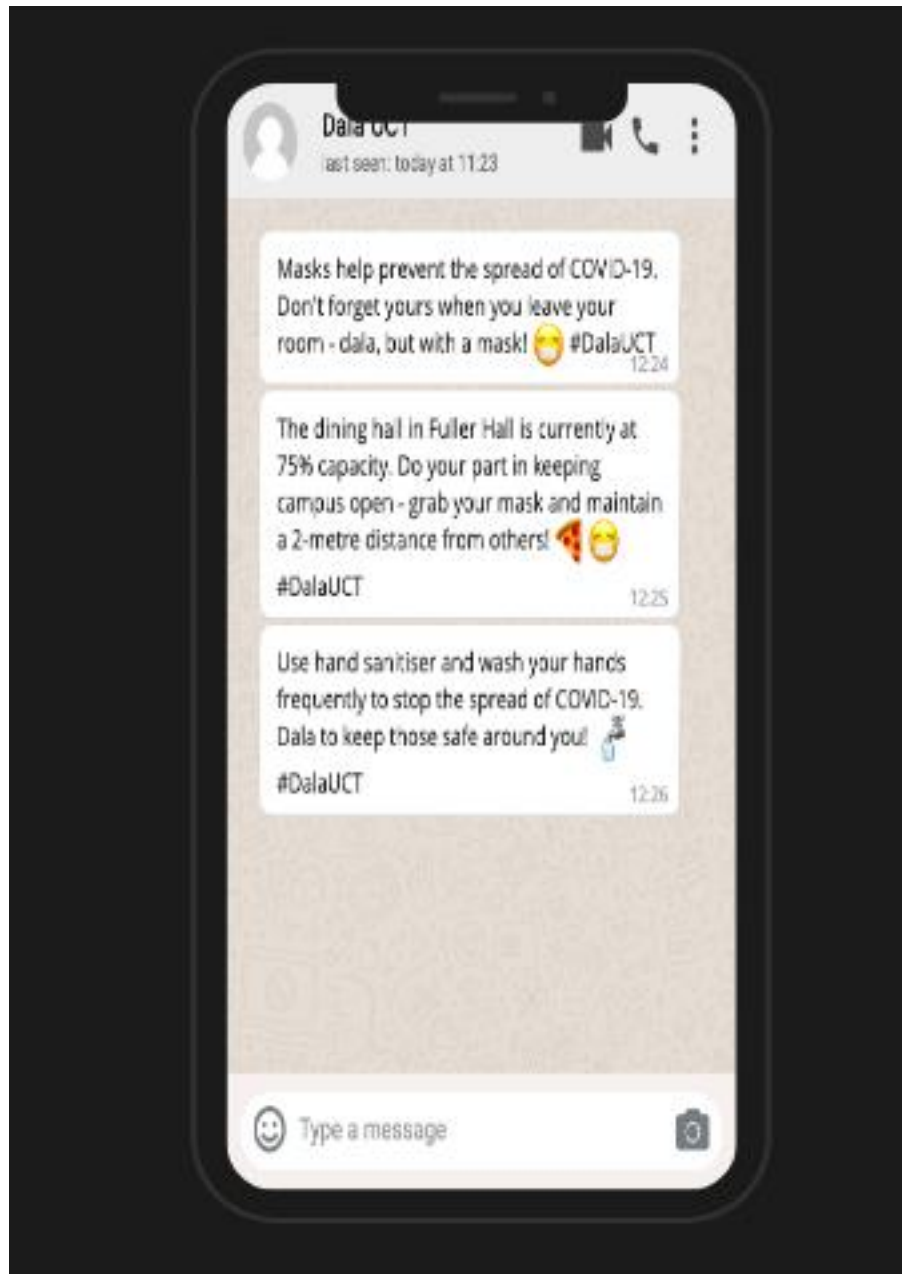 Dala UCT
last seen: today at 11:23
Masks help prevent the spread of COVID-19.
Don't forget yours when you leave your
room - dala, but with a mask! 😷 #DalaUCT
12:24
The dining hall in Fuller Hall is currently at
75% capacity. Do your part in keeping
campus open - grab your mask and maintain
a 2-metre distance from others! 🍕😷
#DalaUCT
12:25
Use hand sanitiser and wash your hands
frequently to stop the spread of COVID-19.
Dala to keep those safe around you! 🚰
#DalaUCT
12:26
Type a message